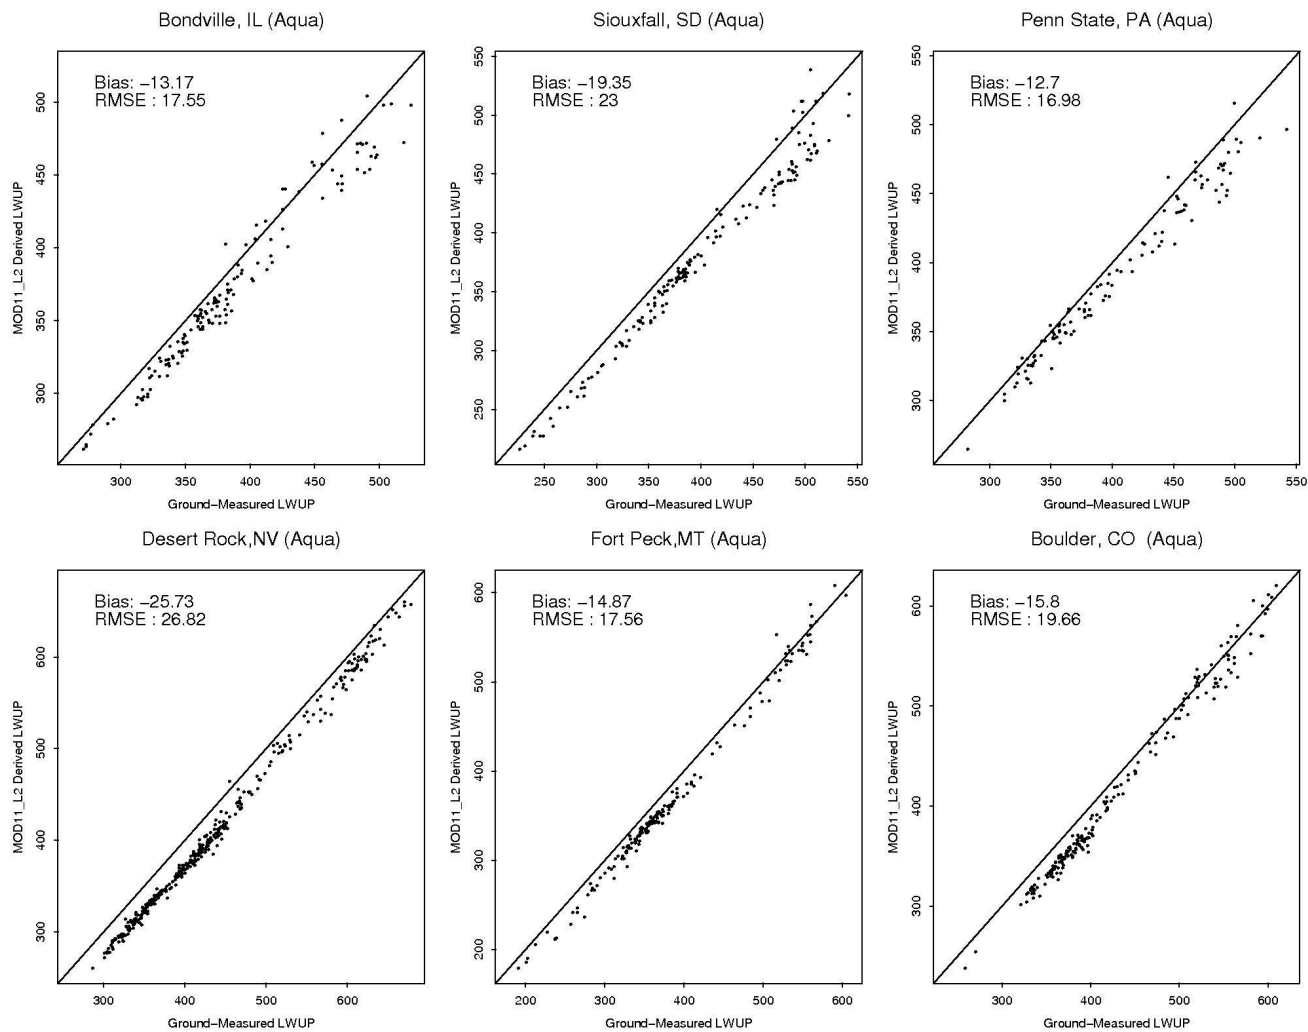 Bondville, IL (Aqua)
Bias: −13.17
RMSE : 17.55
500
450
400
350
300
MOD11_L2 Derived LWUP
300 350 400 450 500
Ground−Measured LWUP
Siouxfall, SD (Aqua)
Bias: −19.35
RMSE : 23
550
500
450
400
350
300
250
MOD11_L2 Derived LWUP
250 300 350 400 450 500 550
Ground−Measured LWUP
Penn State, PA (Aqua)
Bias: −12.7
RMSE : 16.98
550
500
450
400
350
300
MOD11_L2 Derived LWUP
300 350 400 450 500 550
Ground−Measured LWUP
Desert Rock,NV (Aqua)
Bias: −25.73
RMSE : 26.82
600
500
400
300
MOD11_L2 Derived LWUP
300 400 500 600
Ground−Measured LWUP
Fort Peck,MT (Aqua)
Bias: −14.87
RMSE : 17.56
600
500
400
300
200
MOD11_L2 Derived LWUP
200 300 400 500 600
Ground−Measured LWUP
Boulder, CO (Aqua)
Bias: −15.8
RMSE : 19.66
600
500
400
300
MOD11_L2 Derived LWUP
300 400 500 600
Ground−Measured LWUP